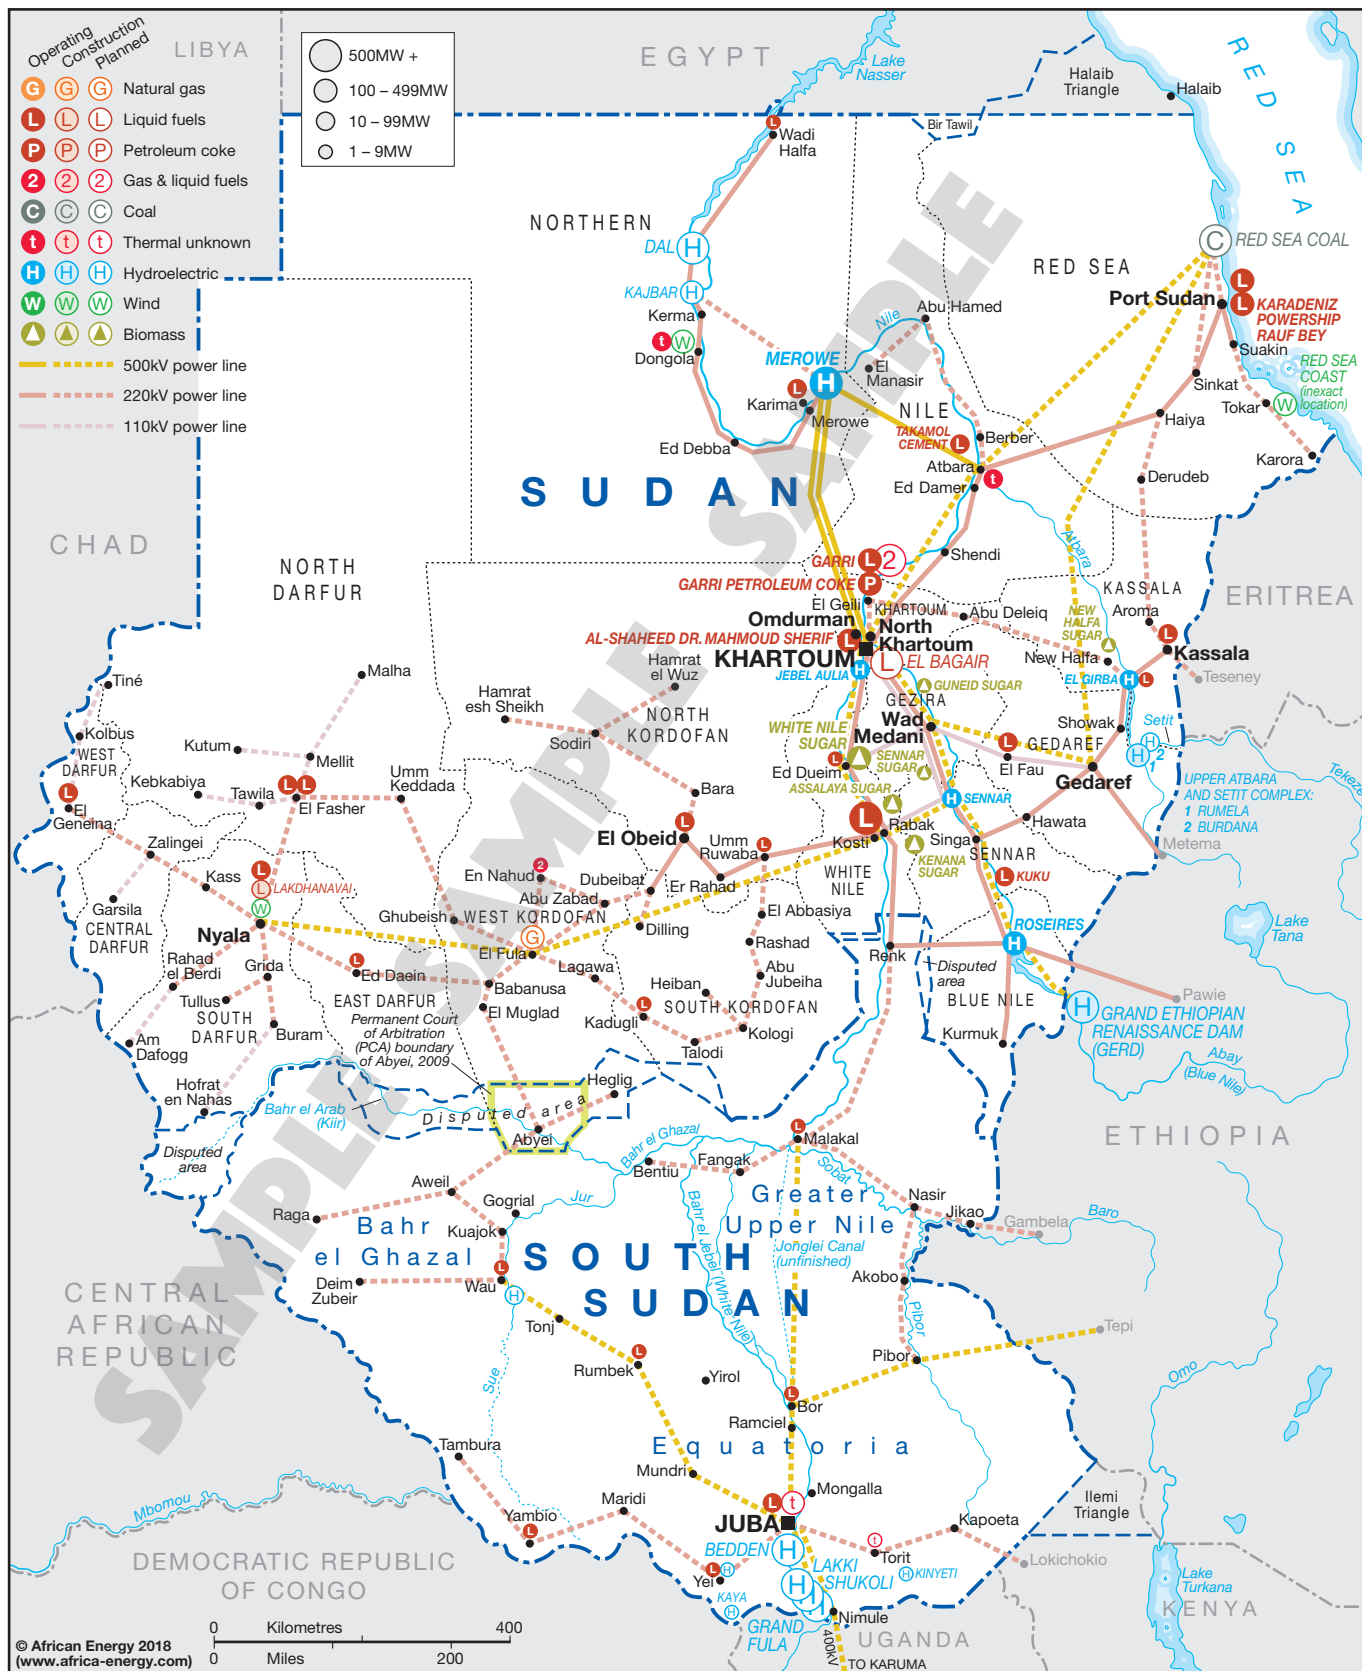 Operating
Construction
Planned
G G G Natural gas
L L L Liquid fuels
P P P Petroleum coke
2 2 2 Gas & liquid fuels
C C C Coal
t t t Thermal unknown
H H H Hydroelectric
W W W Wind
Biomass
500kV power line
220kV power line
110kV power line
500MW +
100 – 499MW
10 – 99MW
1 – 9MW
LIBYA
EGYPT
Lake
Nasser
Halaib
Triangle
Halaib
RED SEA
Bir Tawil
L
Wadi
Halfa
NORTHERN
DAL
H
KAJBAR
H
Kerma
t W
Dongola
Nile
Abu Hamed
RED SEA
C
RED SEA COAL
Port Sudan
L
L
KARADENIZ
POWERSHIP
RAUF BEY
Suakin
RED SEA
COAST
(inexact
location)
W
Sinkat
Tokar
Haiya
Karora
Derudeb
MEROWE
H
El
Manasir
L
Karima
Merowe
NILE
TAKAMOL
CEMENT
L
Berber
Atbara
t
Ed Damer
Ed Debba
SUDAN
SAMPLE
CHAD
NORTH
DARFUR
Shendi
Atbara
GARRI
L 2
GARRI PETROLEUM COKE
P
El Geili
KHARTOUM
Abu Deleiq
Omdurman
North
Khartoum
AL-SHAHEED DR. MAHMOUD SHERIF
L
KHARTOUM
L
EL BAGAIR
JEBEL AULIA
H
KASSALA
Aroma
NEW
HALFA
SUGAR
New Halfa
L
Kassala
EL GIRBA
H L
Teseney
ERITREA
Showak
Setit
H 2
H 1
UPPER ATBARA
AND SETIT COMPLEX:
1 RUMELA
2 BURDANA
Tekeze
GUNEID SUGAR
GEZIRA
Wad
Medani
WHITE NILE
SUGAR
L
Ed Dueim
SENNAR
SUGAR
ASSALAYA SUGAR
L
GEDAREF
El Fau
Gedaref
H
SENNAR
L
Rabak
Kosti
KENANA
SUGAR
Hawata
Singa
SENNAR
Metema
L
KUKU
WHITE
NILE
ROSEIRES
H
Renk
Disputed
area
BLUE NILE
Kurmuk
Pawie
Lake
Tana
H
GRAND ETHIOPIAN
RENAISSANCE DAM
(GERD)
Abay
(Blue Nile)
ETHIOPIA
Malha
Tiné
Kolbus
WEST
DARFUR
Kutum
Mellit
Kebkabiya
Tawila
L L
El Fasher
Umm
Keddada
L
El
Geneina
Zalingei
Kass
L
L
LAKDHANAVAI
W
Nyala
Garsila
CENTRAL
DARFUR
Rahad
el Berdi
Grida
Tullus
SOUTH
DARFUR
Buram
Am
Dafogg
Hofrat
en Nahas
Disputed
area
L
Ed Daein
EAST DARFUR
Permanent Court
of Arbitration
(PCA) boundary
of Abyei, 2009
Bahr el Arab
(Kiir)
Hamrat
esh Sheikh
Hamrat
el Wuz
Sodiri
NORTH
KORDOFAN
Bara
L
El Obeid
Umm
Ruwaba
L
Er Rahad
2
En Nahud
Dubeibat
Abu Zabad
Ghubeish
WEST KORDOFAN
G
El Fula
Dilling
El Abbasiya
Rashad
Abu
Jubeiha
Lagawa
Babanusa
El Muglad
L
Kadugli
Heiban
SOUTH KORDOFAN
Kologi
Talodi
Heglig
Disputed area
Abyei
SAMPLE
L
Malakal
Bahr el Ghazal
Bentiu
Fangak
Sobat
Nasir
Jikao
Gambela
Baro
Greater
Upper Nile
Jonglei Canal
(unfinished)
Bahr el Jebel (White Nile)
Akobo
Pibor
Pibor
Tepi
Omo
Aweil
Raga
Bahr
el Ghazal
Gogrial
Jur
Kuajok
L
Wau
H
Deim
Zubeir
SOUTH
SUDAN
Tonj
L
Rumbek
Sue
Yirol
L
Bor
Ramciel
Equatoria
Tambura
Mundri
Mongalla
L t
JUBA
Maridi
L
Yambio
BEDDEN
H
LAKKI
SHUKOLI
H
H
H
GRAND
FULA
L H
Yei
KAYA
H
t
Torit
H KINYETI
Kapoeta
Lokichokio
Ilemi
Triangle
Lake
Turkana
KENYA
Nimule
UGANDA
400kV
TO KARUMA
CENTRAL
AFRICAN
REPUBLIC
Mbomou
DEMOCRATIC REPUBLIC
OF CONGO
SAMPLE
0 Kilometres 400
0 Miles 200
© African Energy 2018
(www.africa-energy.com)